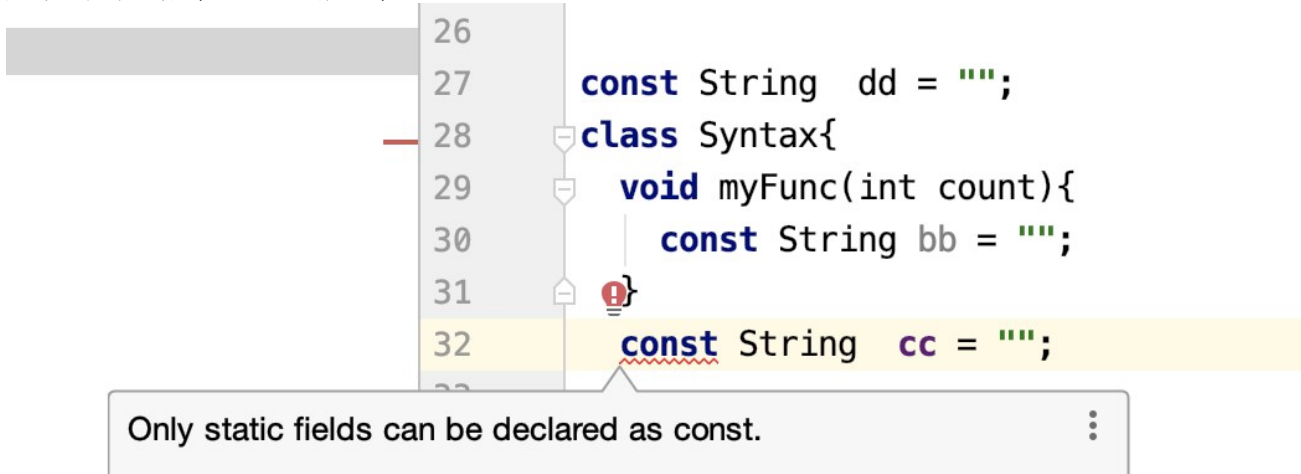 26
27 const String  dd = "";
28 class Syntax{
29 void myFunc(int count){
30 const String bb = "";
31 }
32 const String  cc = "";
Only static fields can be declared as const.